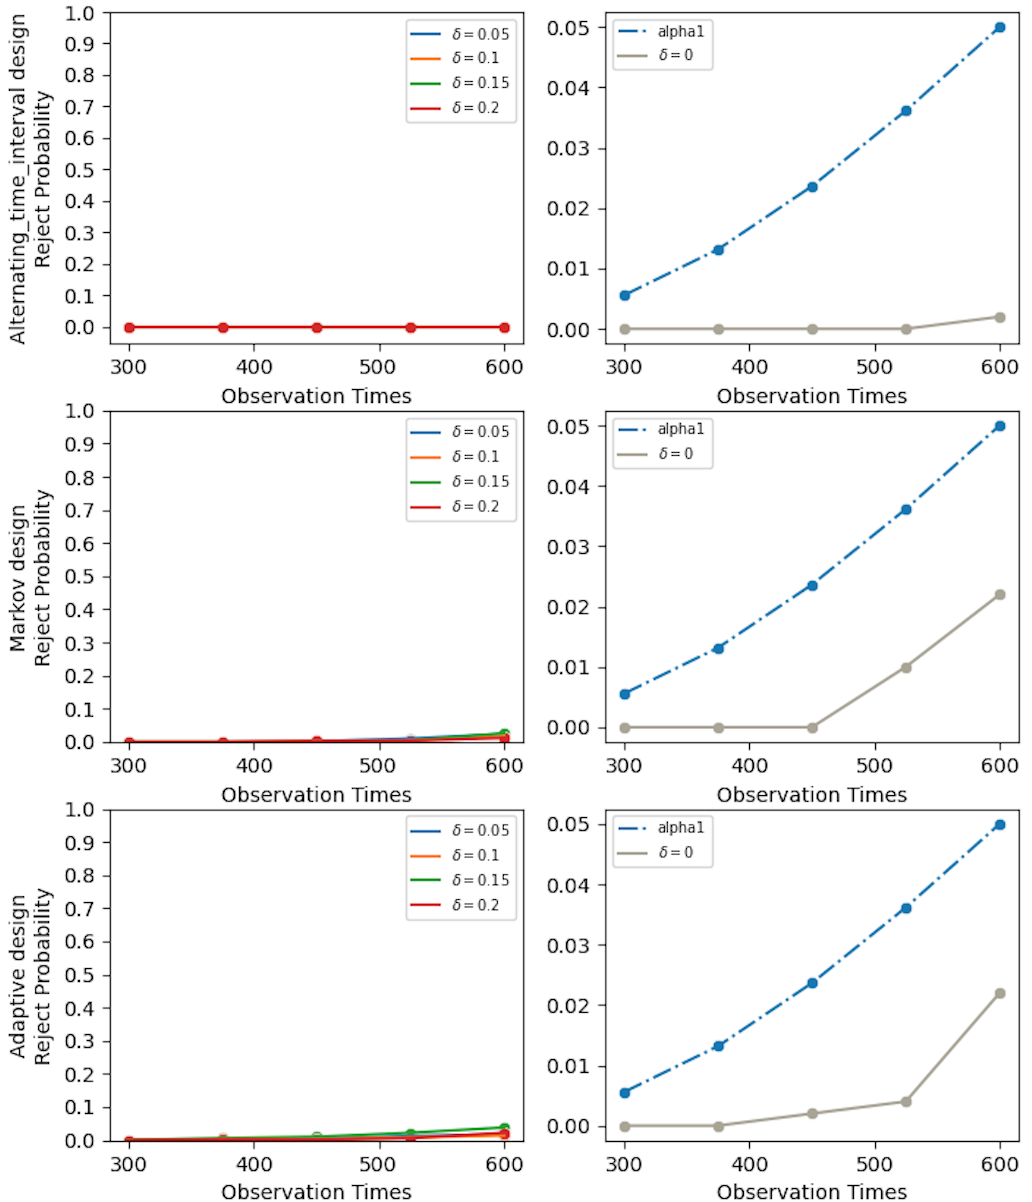 Alternating_time_interval design
Reject Probability
1.0
0.9
0.8
0.7
0.6
0.5
0.4
0.3
0.2
0.1
0.0
δ = 0.05
δ = 0.1
δ = 0.15
δ = 0.2
300 400 500 600
Observation Times
0.05
0.04
0.03
0.02
0.01
0.00
alpha1
δ = 0
300 400 500 600
Observation Times
Markov design
Reject Probability
1.0
0.9
0.8
0.7
0.6
0.5
0.4
0.3
0.2
0.1
0.0
δ = 0.05
δ = 0.1
δ = 0.15
δ = 0.2
300 400 500 600
Observation Times
0.05
0.04
0.03
0.02
0.01
0.00
alpha1
δ = 0
300 400 500 600
Observation Times
Adaptive design
Reject Probability
1.0
0.9
0.8
0.7
0.6
0.5
0.4
0.3
0.2
0.1
0.0
δ = 0.05
δ = 0.1
δ = 0.15
δ = 0.2
300 400 500 600
Observation Times
0.05
0.04
0.03
0.02
0.01
0.00
alpha1
δ = 0
300 400 500 600
Observation Times